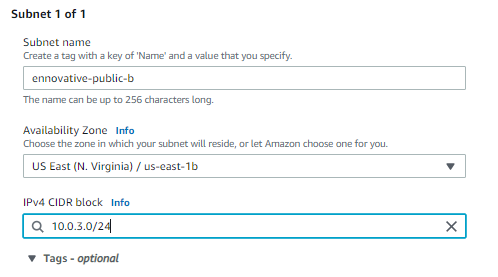 Subnet 1 of 1
Subnet name
Create a tag with a key of 'Name' and a value that you specify.
ennovative-public-b
The name can be up to 256 characters long.
Availability Zone Info
Choose the zone in which your subnet will reside, or let Amazon choose one for you.
US East (N. Virginia) / us-east-1b
IPv4 CIDR block Info
10.0.3.0/24
Tags - optional